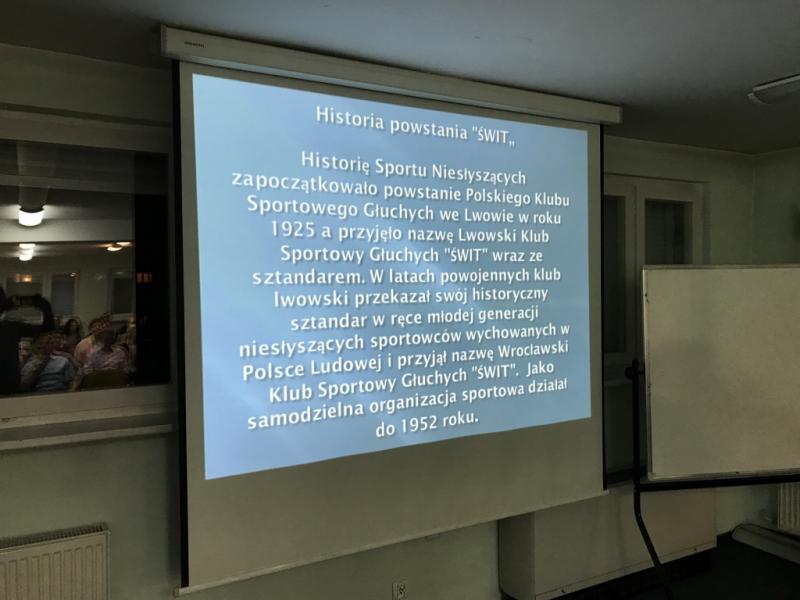 Historia powstania "ŚWIT„
Historię Sportu Niesłyszących
zapoczątkowało powstanie Polskiego Klubu
Sportowego Głuchych we Lwowie w roku
1925 a przyjęło nazwę Lwowski Klub
Sportowy Głuchych "ŚWIT" wraz ze
sztandarem. W latach powojennych klub
lwowski przekazał swój historyczny
sztandar w ręce młodej generacji
niesłyszących sportowców wychowanych w
Polsce Ludowej i przyjął nazwę Wrocławski
Klub Sportowy Głuchych "ŚWIT". Jako
samodzielna organizacja sportowa działał
do 1952 roku.